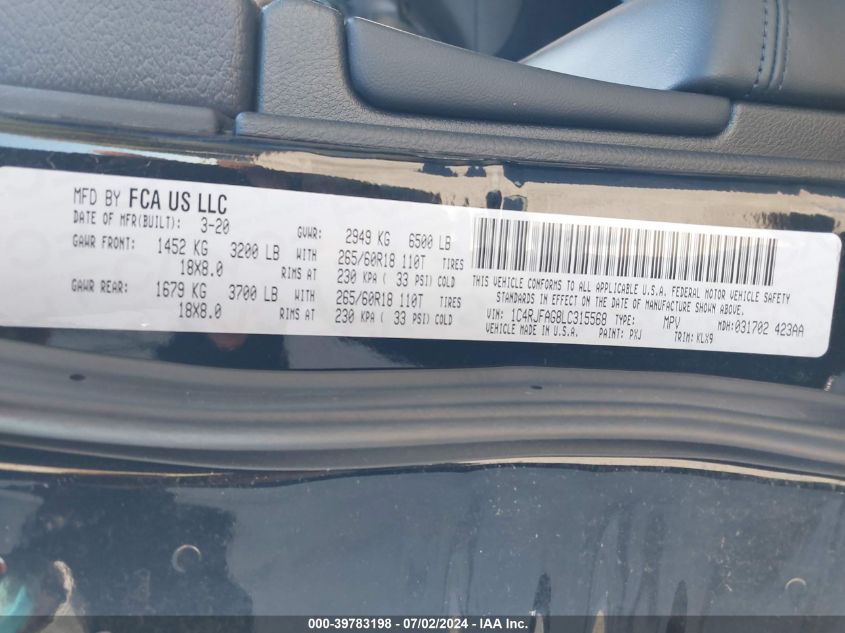 MFD BY FCA US LLC
DATE OF MFR(BUILT): 3-20 GVWR: 2949 KG 6500 LB
GAWR FRONT: 1452 KG 3200 LB WITH 265/60R18 110T TIRES
18X8.0 RIMS AT 230 KPA ( 33 PSI) COLD
GAWR REAR: 1679 KG 3700 LB WITH 265/60R18 110T TIRES
18X8.0 RIMS AT 230 KPA ( 33 PSI) COLD
THIS VEHICLE CONFORMS TO ALL APPLICABLE U.S.A. FEDERAL MOTOR VEHICLE SAFETY
STANDARDS IN EFFECT ON THE DATE OF MANUFACTURE SHOWN ABOVE.
VIN: 1C4RJFAG8LC315568 TYPE: MPV MDH: 031702 423AA
VEHICLE MADE IN U.S.A. PAINT: PXJ TRIM: KLX9
000-39783198 - 07/02/2024 - IAA Inc.